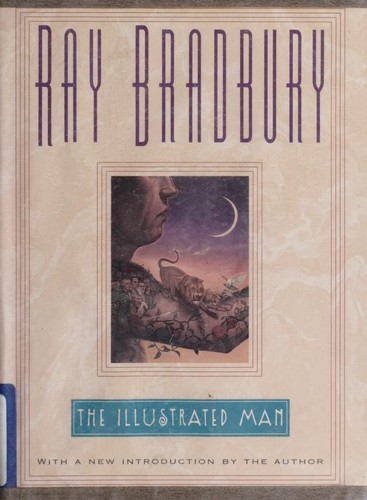 RAY BRADBURY
THE ILLUSTRATED MAN
WITH A NEW INTRODUCTION BY THE AUTHOR